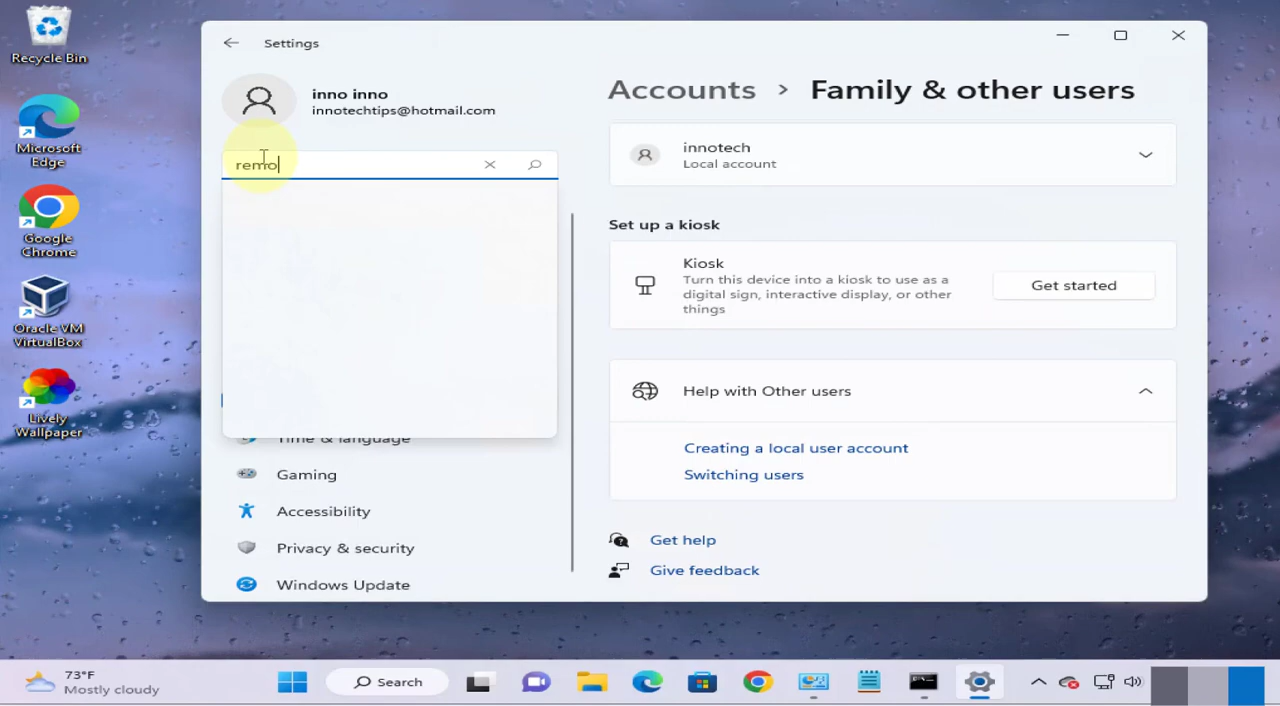 Recycle Bin
Microsoft
Edge
Google
Chrome
Oracle VM
VirtualBox
Lively
Wallpaper
Settings
inno inno
innotechtips@hotmail.com
remo
Time & language
Gaming
Accessibility
Privacy & security
Windows Update
Accounts > Family & other users
innotech
Local account
Set up a kiosk
Kiosk
Turn this device into a kiosk to use as a
digital sign, interactive display, or other
things
Get started
Help with Other users
Creating a local user account
Switching users
Get help
Give feedback
73°F
Mostly cloudy
Search